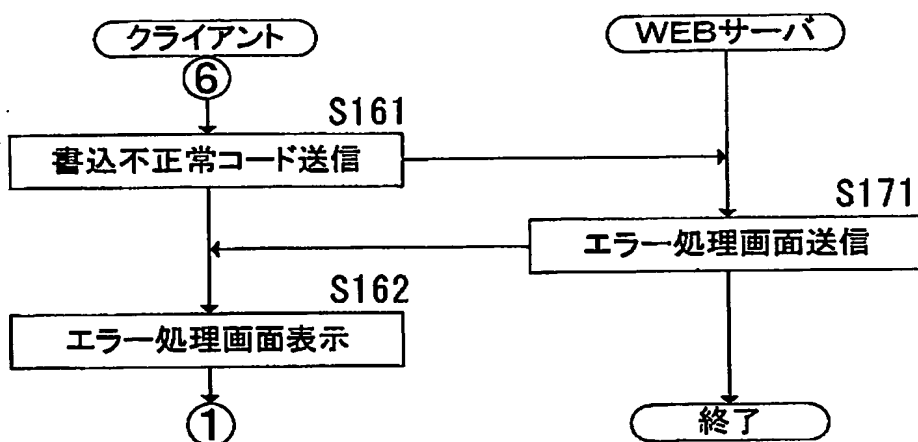 クライアント
WEBサーバ
⑥
S161
書込不正常コード送信
S171
エラー処理画面送信
S162
エラー処理画面表示
①
終了